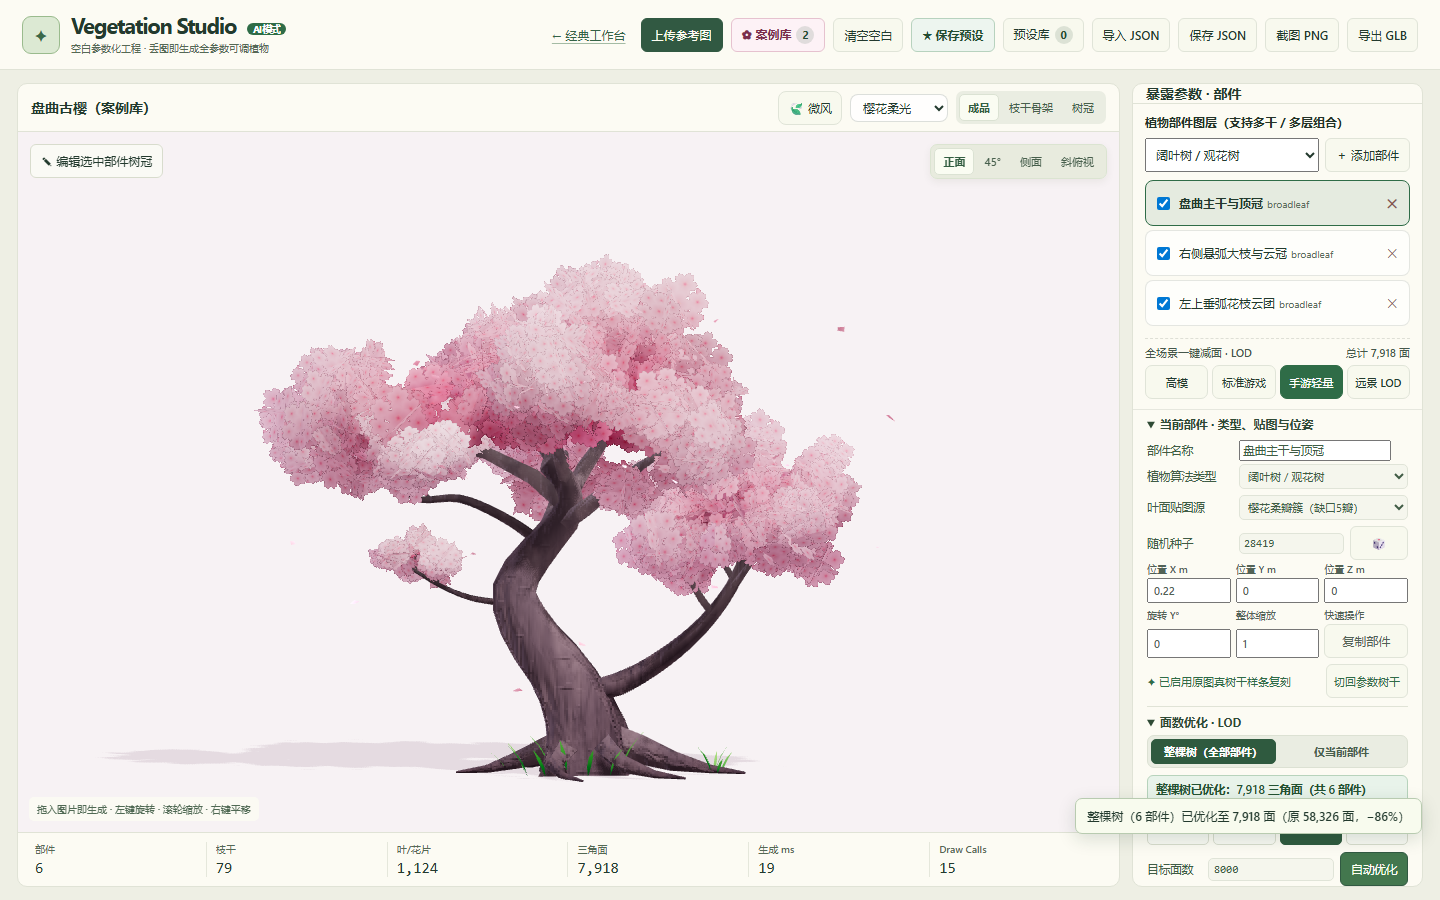 Vegetation Studio AI模式
空白参数化工程 · 丢图即生成全参数可调植物
← 经典工作台
上传参考图
✿ 案例库 2
清空空白
★ 保存预设
预设库 0
导入 JSON
保存 JSON
截图 PNG
导出 GLB
盘曲古樱（案例库）
微风
樱花柔光
成品
枝干骨架
树冠
编辑选中部件树冠
正面
45°
侧面
斜俯视
拖入图片即生成 · 左键旋转 · 滚轮缩放 · 右键平移
部件
6
枝干
79
叶/花片
1,124
三角面
7,918
生成 ms
19
Draw Calls
15
暴露参数 · 部件
植物部件图层（支持多干 / 多层组合）
阔叶树 / 观花树
+ 添加部件
盘曲主干与顶冠 broadleaf
右侧悬弧大枝与云冠 broadleaf
左上垂弧花枝云团 broadleaf
全场景一键减面 · LOD
总计 7,918 面
高模
标准游戏
手游轻量
远景 LOD
▼ 当前部件 · 类型、贴图与位姿
部件名称
盘曲主干与顶冠
植物算法类型
阔叶树 / 观花树
叶面贴图源
樱花柔瓣簇（缺口5瓣）
随机种子
28419
位置 X m
位置 Y m
位置 Z m
0.22
0
0
旋转 Y°
整体缩放
快速操作
0
1
复制部件
✦ 已启用原图真树干样条复刻
切回参数树干
▼ 面数优化 · LOD
整棵树（全部部件）
仅当前部件
整棵树已优化：7,918 三角面（共 6 部件）
整棵树（6 部件）已优化至 7,918 面（原 58,326 面，−86%）
目标面数
8000
自动优化